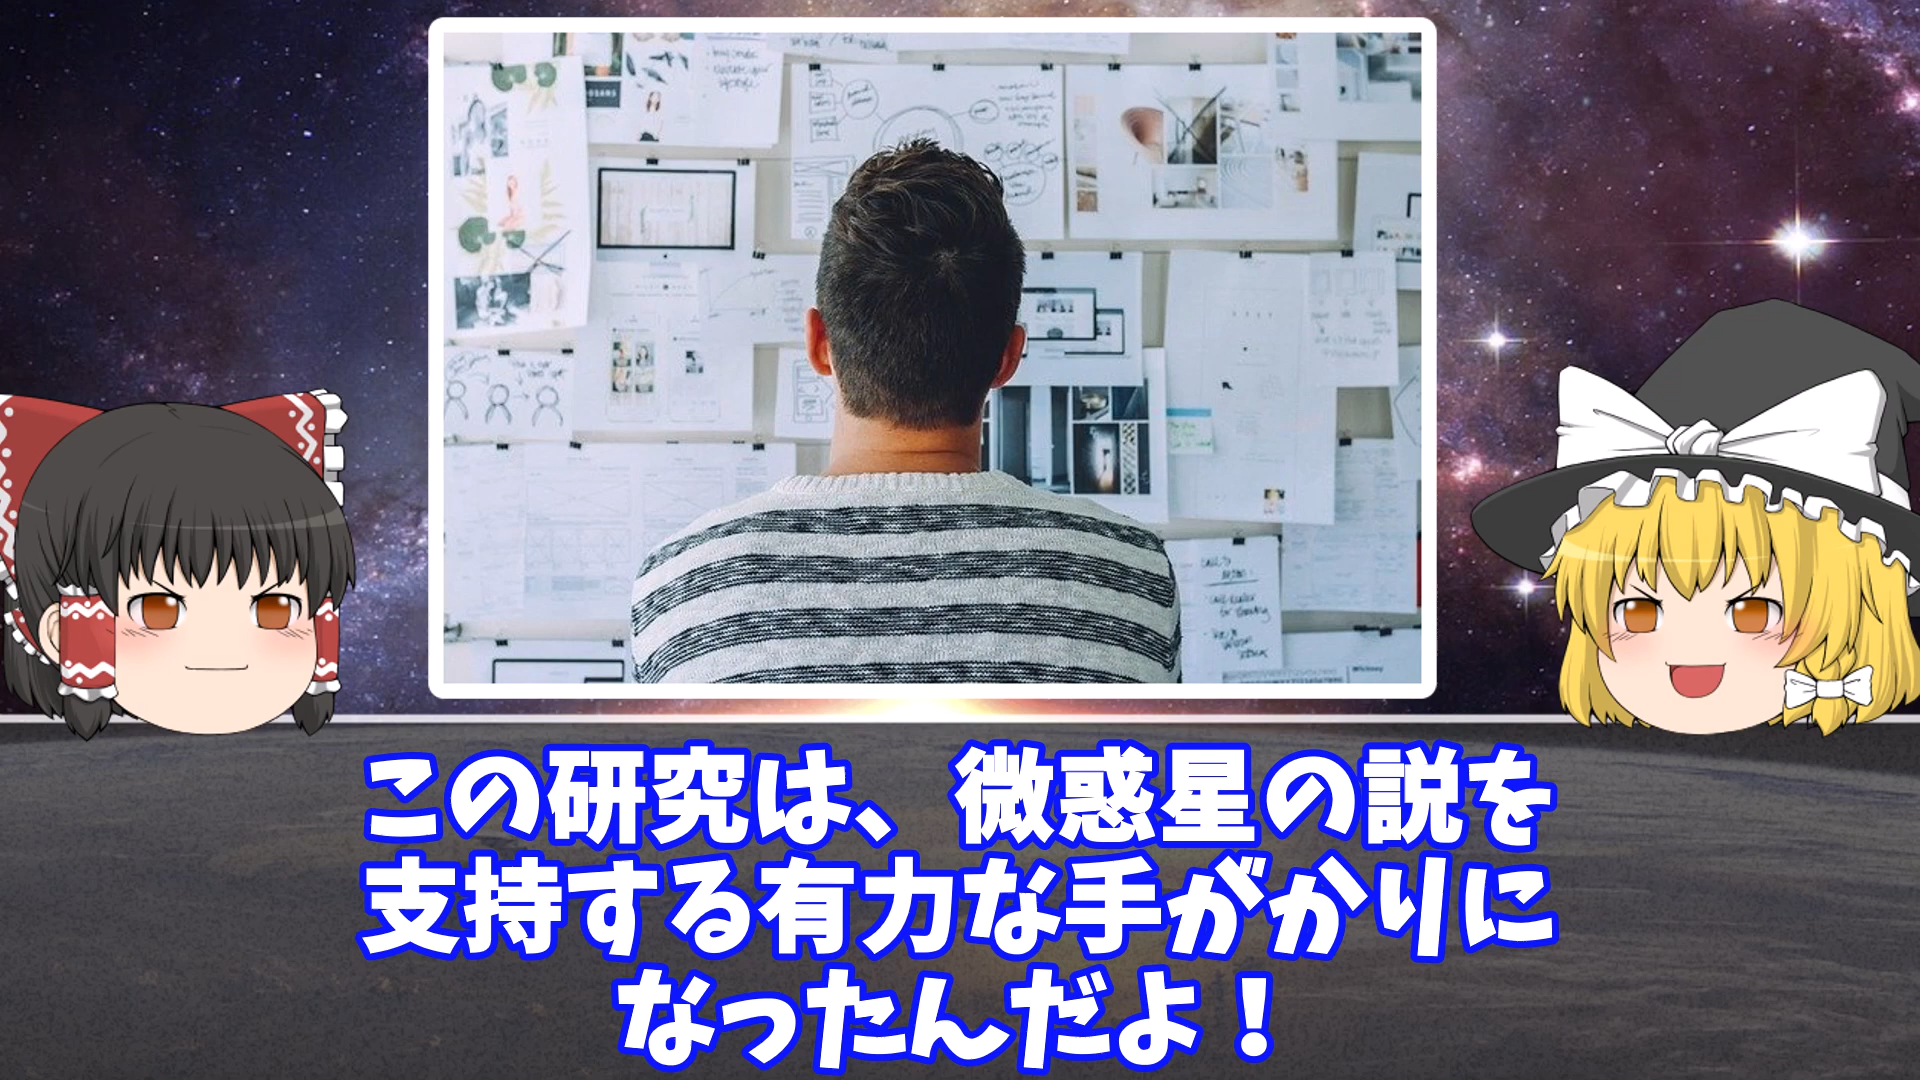 この研究は、微惑星の説を
支持する有力な手がかりに
なったんだよ！